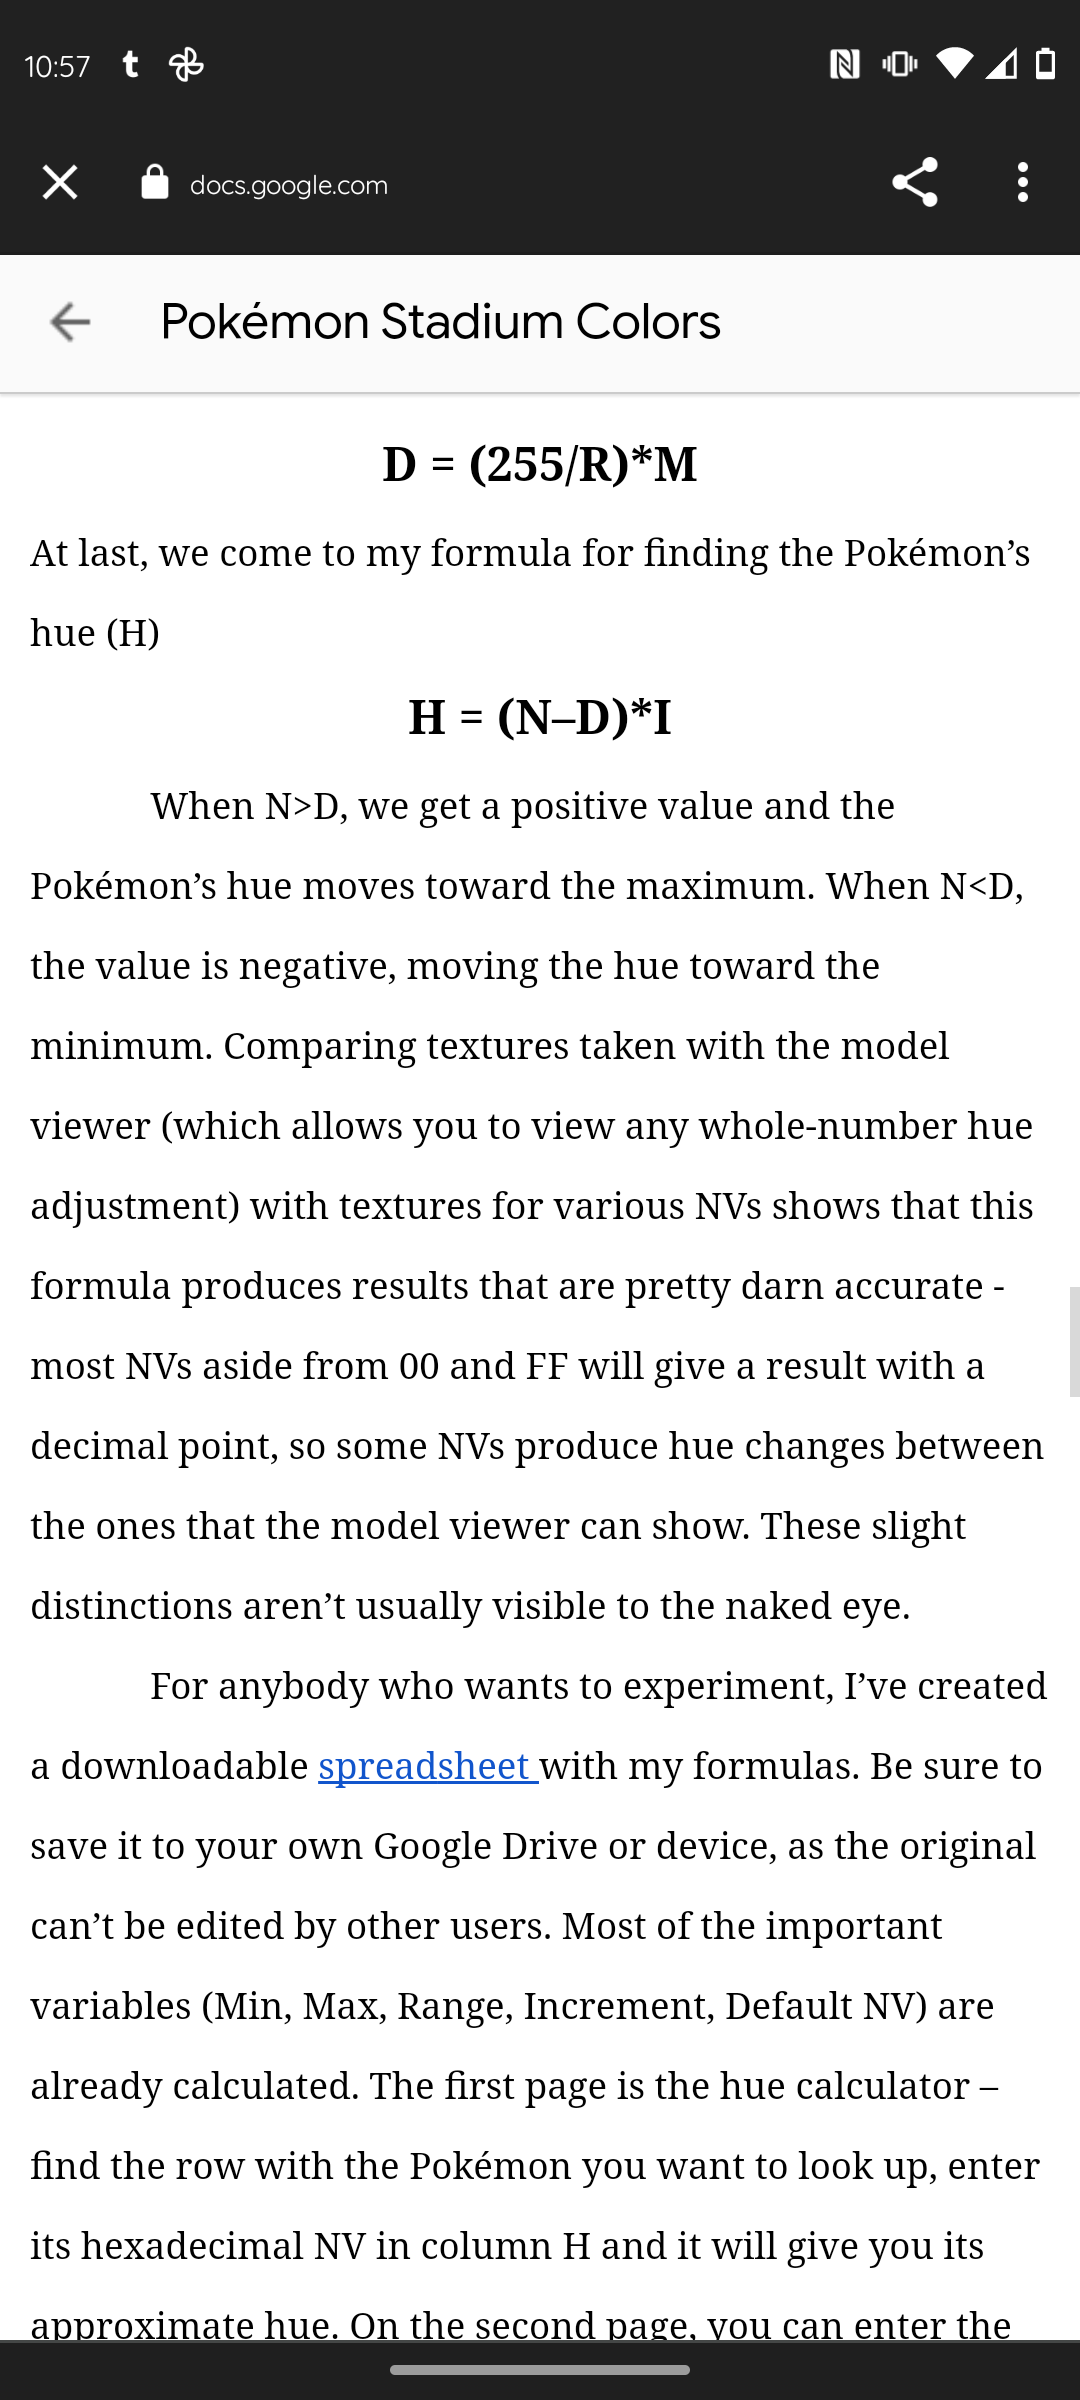 10:57
docs.google.com
Pokémon Stadium Colors
D = (255/R)*M
At last, we come to my formula for finding the Pokémon’s
hue (H)
H = (N–D)*I
When N>D, we get a positive value and the
Pokémon’s hue moves toward the maximum. When N<D,
the value is negative, moving the hue toward the
minimum. Comparing textures taken with the model
viewer (which allows you to view any whole-number hue
adjustment) with textures for various NVs shows that this
formula produces results that are pretty darn accurate -
most NVs aside from 00 and FF will give a result with a
decimal point, so some NVs produce hue changes between
the ones that the model viewer can show. These slight
distinctions aren’t usually visible to the naked eye.
For anybody who wants to experiment, I’ve created
a downloadable spreadsheet with my formulas. Be sure to
save it to your own Google Drive or device, as the original
can’t be edited by other users. Most of the important
variables (Min, Max, Range, Increment, Default NV) are
already calculated. The first page is the hue calculator –
find the row with the Pokémon you want to look up, enter
its hexadecimal NV in column H and it will give you its
approximate hue. On the second page, you can enter the